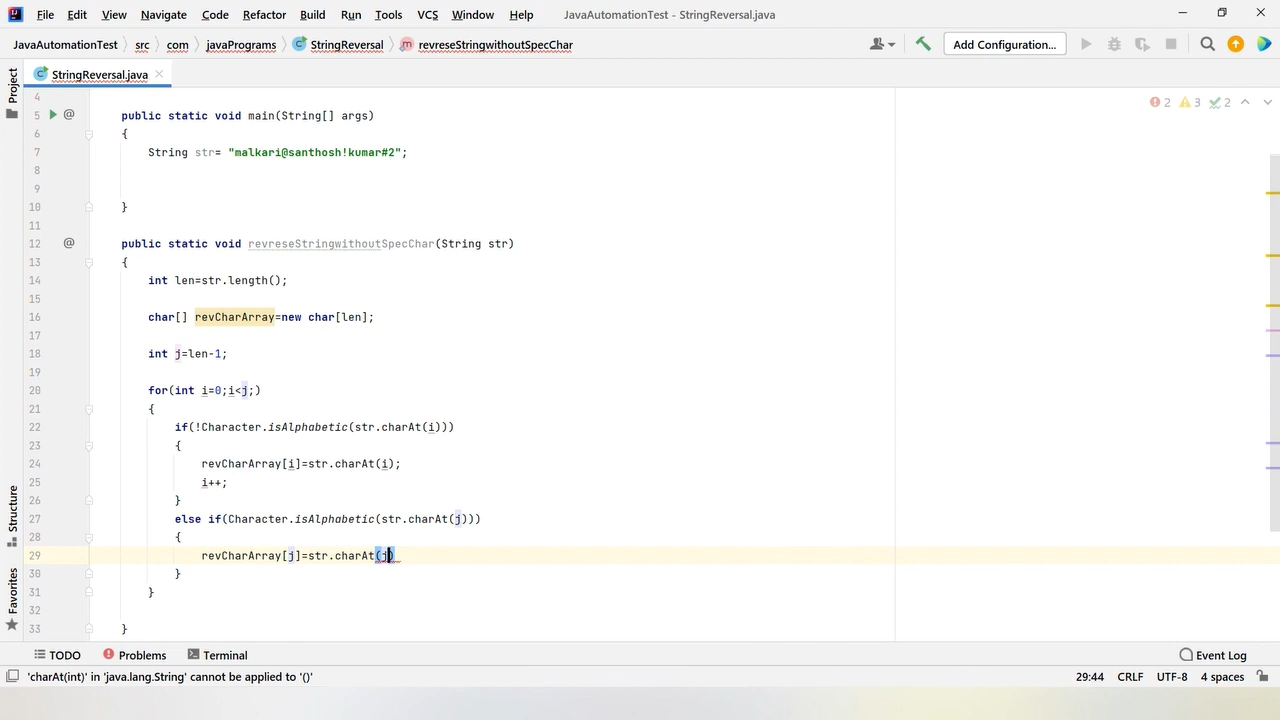 File Edit View Navigate Code Refactor Build Run Tools VCS Window Help JavaAutomationTest - StringReversal.java
JavaAutomationTest src com javaPrograms StringReversal revreseStringwithoutSpecChar Add Configuration...
Project
StringReversal.java
2 3 2
4
5 public static void main(String[] args)
6 {
7 String str= "malkari@santhosh!kumar#2";
8
9
10 }
11
12 @ public static void revreseStringwithoutSpecChar(String str)
13 {
14 int len=str.length();
15
16 char[] revCharArray=new char[len];
17
18 int j=len-1;
19
20 for(int i=0;i<j;)
21 {
22 if(!Character.isAlphabetic(str.charAt(i)))
23 {
24 revCharArray[i]=str.charAt(i);
25 i++;
26 }
27 else if(Character.isAlphabetic(str.charAt(j)))
28 {
29 revCharArray[j]=str.charAt(j)
30 }
31 }
32
33 }
Structure
Favorites
TODO Problems Terminal Event Log
'charAt(int)' in 'java.lang.String' cannot be applied to '()' 29:44 CRLF UTF-8 4 spaces